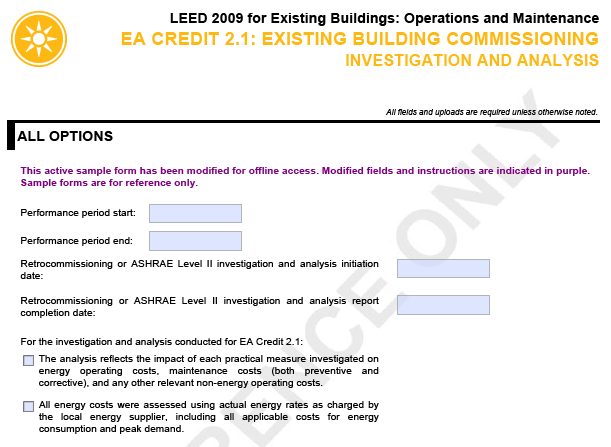 LEED 2009 for Existing Buildings: Operations and Maintenance
EA CREDIT 2.1: EXISTING BUILDING COMMISSIONING
INVESTIGATION AND ANALYSIS
All fields and uploads are required unless otherwise noted.
ALL OPTIONS
This active sample form has been modified for offline access. Modified fields and instructions are indicated in purple.
Sample forms are for reference only.
Performance period start:
Performance period end:
Retrocommissioning or ASHRAE Level II investigation and analysis initiation
date:
Retrocommissioning or ASHRAE Level II investigation and analysis report
completion date:
For the investigation and analysis conducted for EA Credit 2.1:
The analysis reflects the impact of each practical measure investigated on
energy operating costs, maintenance costs (both preventive and
corrective), and any other relevant non-energy operating costs.
All energy costs were assessed using actual energy rates as charged by
the local energy supplier, including all applicable costs for energy
consumption and peak demand.
RENCE ONLY